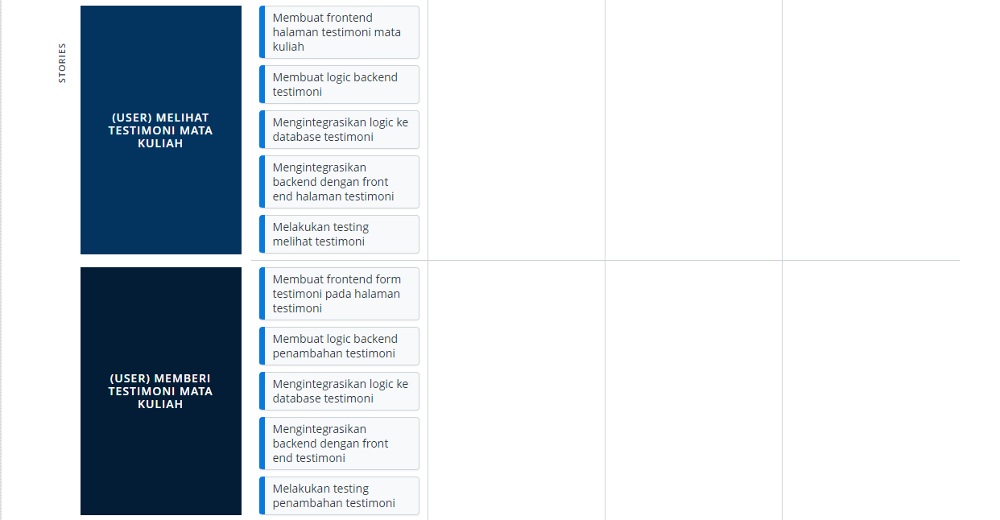 STORIES
(USER) MELIHAT
TESTIMONI MATA
KULIAH
Membuat frontend
halaman testimoni mata
kuliah
Membuat logic backend
testimoni
Mengintegrasikan logic ke
database testimoni
Mengintegrasikan
backend dengan front
end halaman testimoni
Melakukan testing
melihat testimoni
(USER) MEMBERI
TESTIMONI MATA
KULIAH
Membuat frontend form
testimoni pada halaman
testimoni
Membuat logic backend
penambahan testimoni
Mengintegrasikan logic ke
database testimoni
Mengintegrasikan
backend dengan front
end testimoni
Melakukan testing
penambahan testimoni